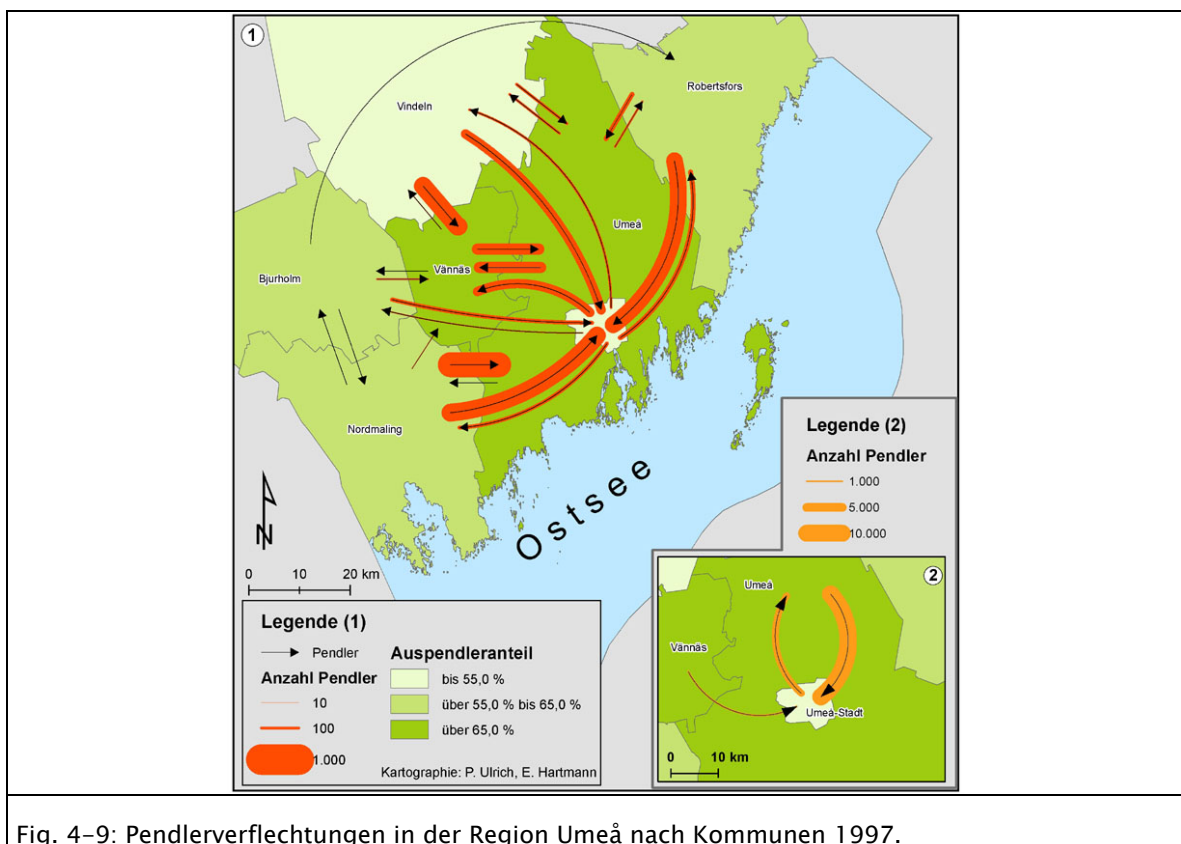 1
Vindeln
Robertsfors
Umeå
Vännäs
Bjurholm
Nordmaling
Ostsee
N
0 10 20 km
Legende (1)
Pendler
Anzahl Pendler
10
100
1.000
Auspendleranteil
bis 55,0 %
über 55,0 % bis 65,0 %
über 65,0 %
Kartographie: P. Ulrich, E. Hartmann
Legende (2)
Anzahl Pendler
1.000
5.000
10.000
2
Umeå
Vännäs
Umeå-Stadt
0 10 km
Fig. 4-9: Pendlerverflechtungen in der Region Umeå nach Kommunen 1997.